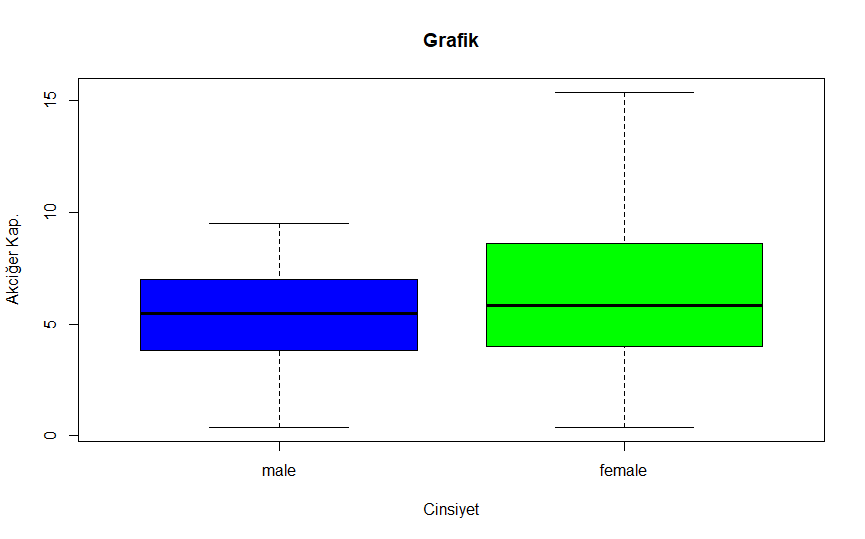 Grafik
Akciğer Kap.
15
10
5
0
male
female
Cinsiyet